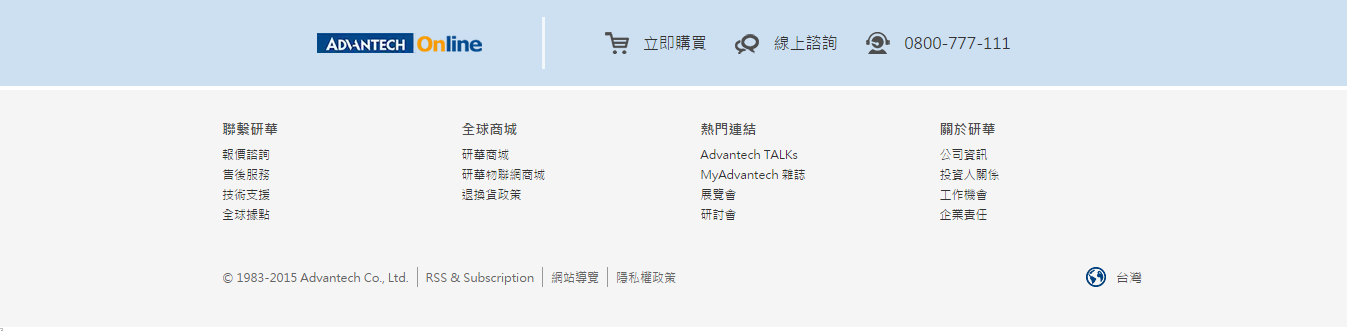 ADVANTECH Online
立即購買 線上諮詢 0800-777-111
聯繫研華
報價諮詢
售後服務
技術支援
全球據點
全球商城
研華商城
研華物聯網商城
退換貨政策
熱門連結
Advantech TALKs
MyAdvantech 雜誌
展覽會
研討會
關於研華
公司資訊
投資人關係
工作機會
企業責任
© 1983-2015 Advantech Co., Ltd. RSS & Subscription 網站導覽 隱私權政策 台灣